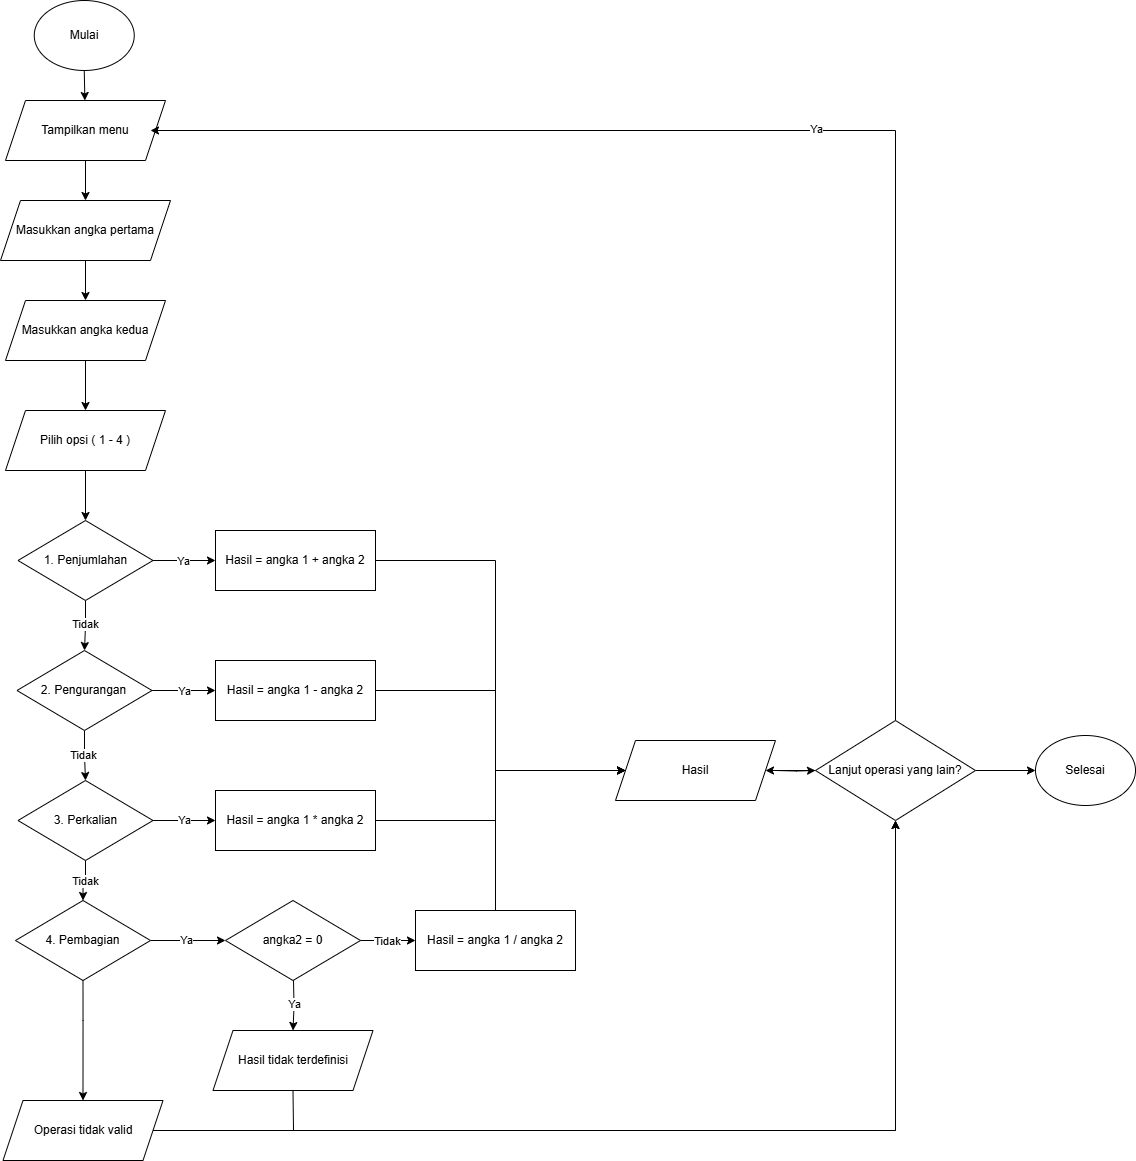 Mulai
Tampilkan menu
Ya
Masukkan angka pertama
Masukkan angka kedua
Pilih opsi ( 1 - 4 )
1. Penjumlahan
Ya
Hasil = angka 1 + angka 2
Tidak
2. Pengurangan
Ya
Hasil = angka 1 - angka 2
Tidak
Hasil
Lanjut operasi yang lain?
Selesai
3. Perkalian
Ya
Hasil = angka 1 * angka 2
Tidak
4. Pembagian
Ya
angka2 = 0
Tidak
Hasil = angka 1 / angka 2
Ya
Hasil tidak terdefinisi
Operasi tidak valid